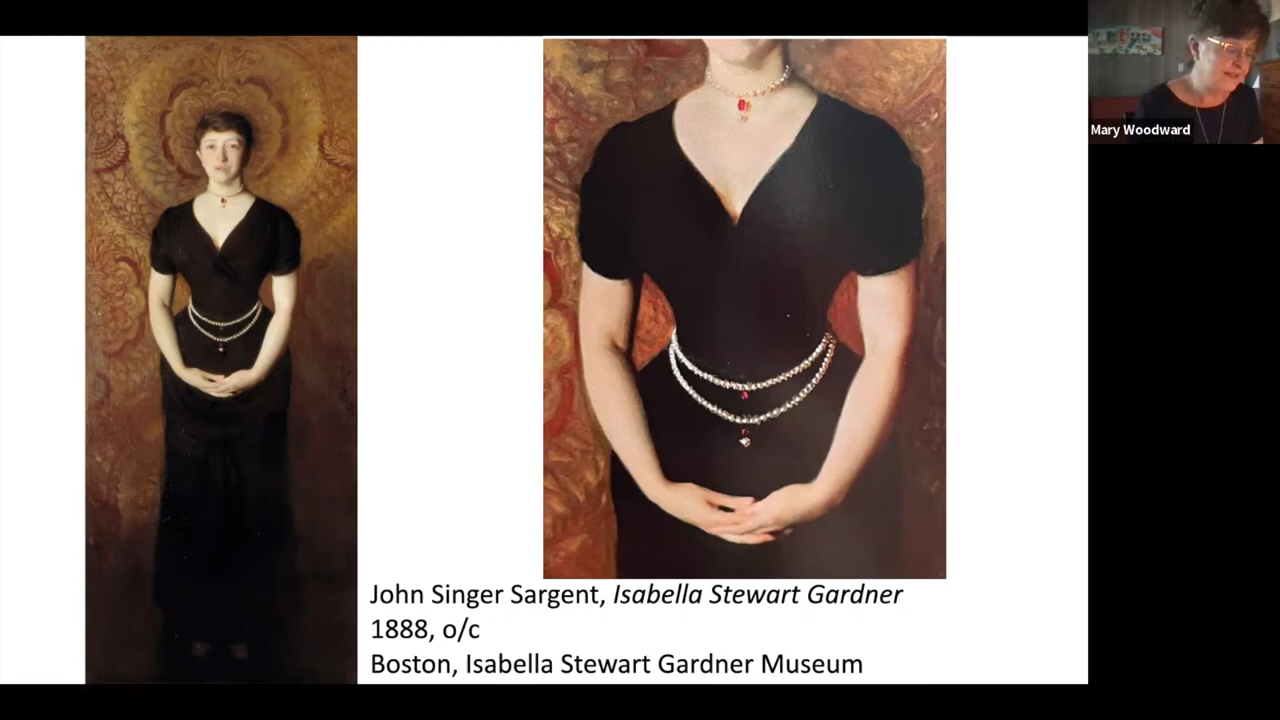 Mary Woodward
John Singer Sargent, Isabella Stewart Gardner
1888, o/c
Boston, Isabella Stewart Gardner Museum